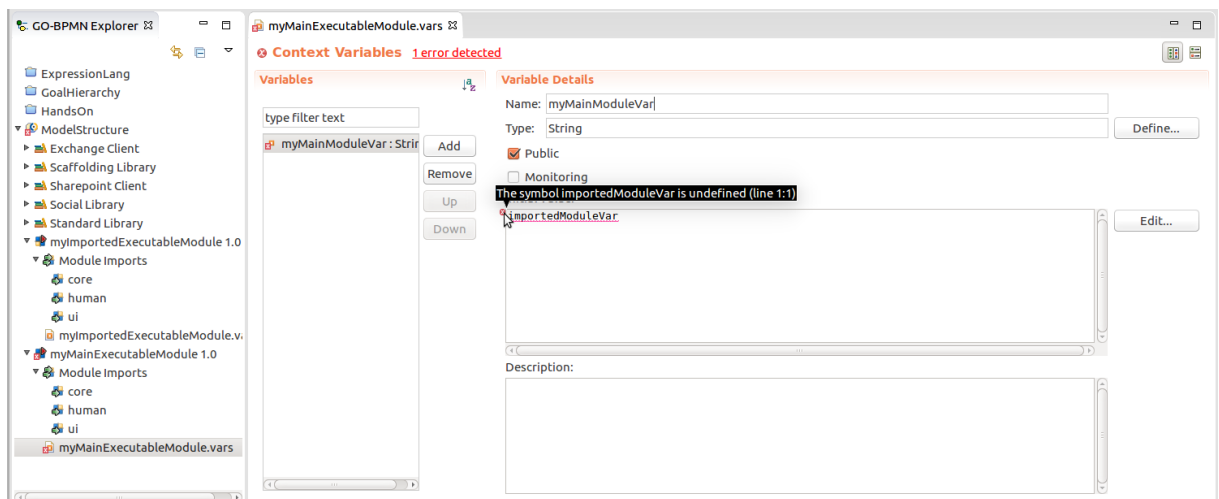 GO-BPMN Explorer
ExpressionLang
GoalHierarchy
HandsOn
ModelStructure
Exchange Client
Scaffolding Library
Sharepoint Client
Social Library
Standard Library
myImportedExecutableModule 1.0
Module Imports
core
human
ui
myImportedExecutableModule.va
myMainExecutableModule 1.0
Module Imports
core
human
ui
myMainExecutableModule.vars
myMainExecutableModule.vars
Context Variables 1 error detected
Variables
type filter text
myMainModuleVar : Strir
Add
Remove
Up
Down
Variable Details
Name: myMainModuleVar
Type: String
Define...
Public
Monitoring
The symbol importedModuleVar is undefined (line 1:1)
importedModuleVar
Edit...
Description: